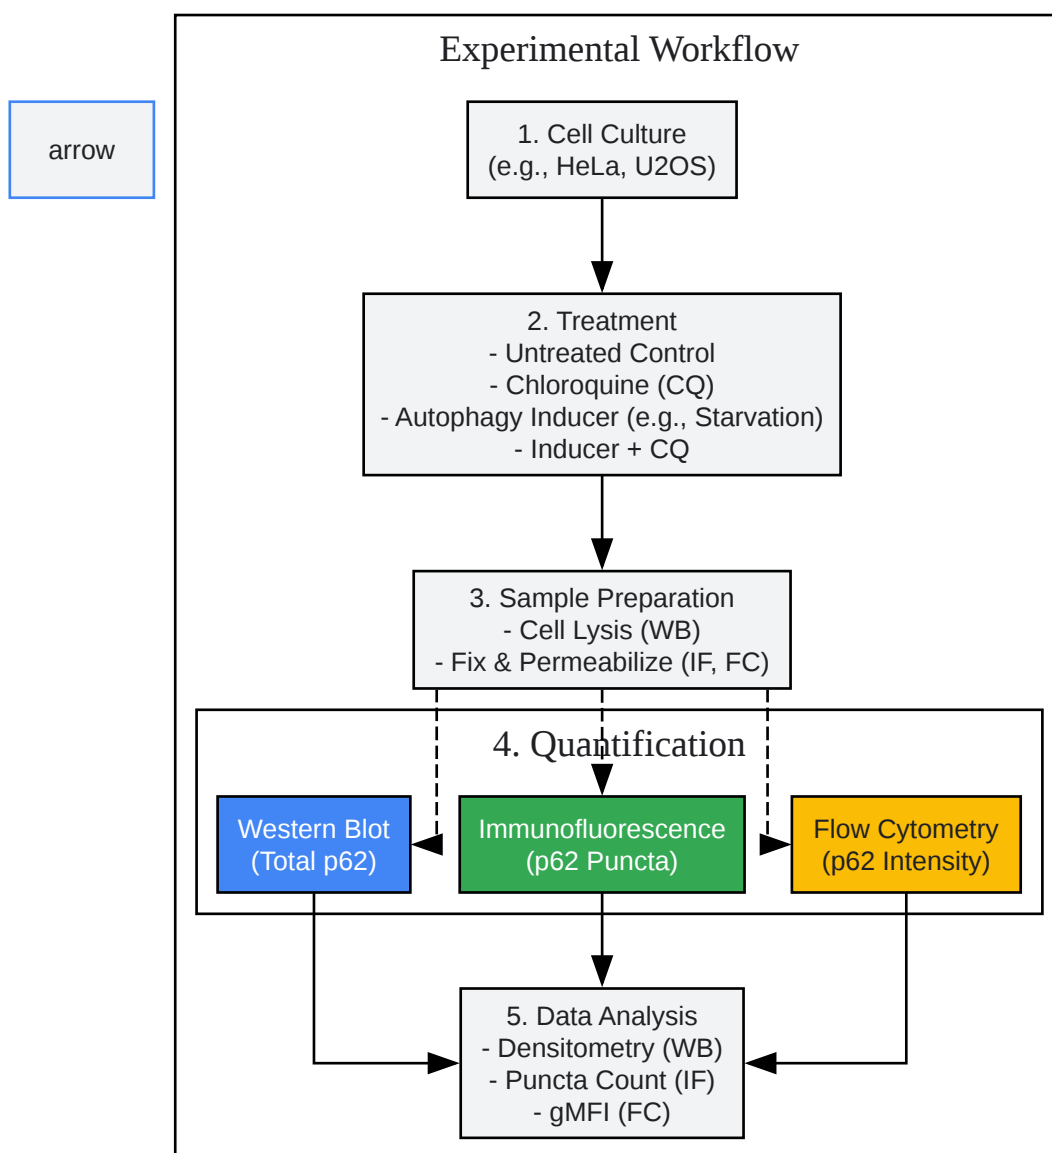 Experimental Workflow
arrow
1. Cell Culture
(e.g., HeLa, U2OS)
2. Treatment
- Untreated Control
- Chloroquine (CQ)
- Autophagy Inducer (e.g., Starvation)
- Inducer + CQ
3. Sample Preparation
- Cell Lysis (WB)
- Fix & Permeabilize (IF, FC)
4. Quantification
Western Blot
(Total p62)
Immunofluorescence
(p62 Puncta)
Flow Cytometry
(p62 Intensity)
5. Data Analysis
- Densitometry (WB)
- Puncta Count (IF)
- gMFI (FC)